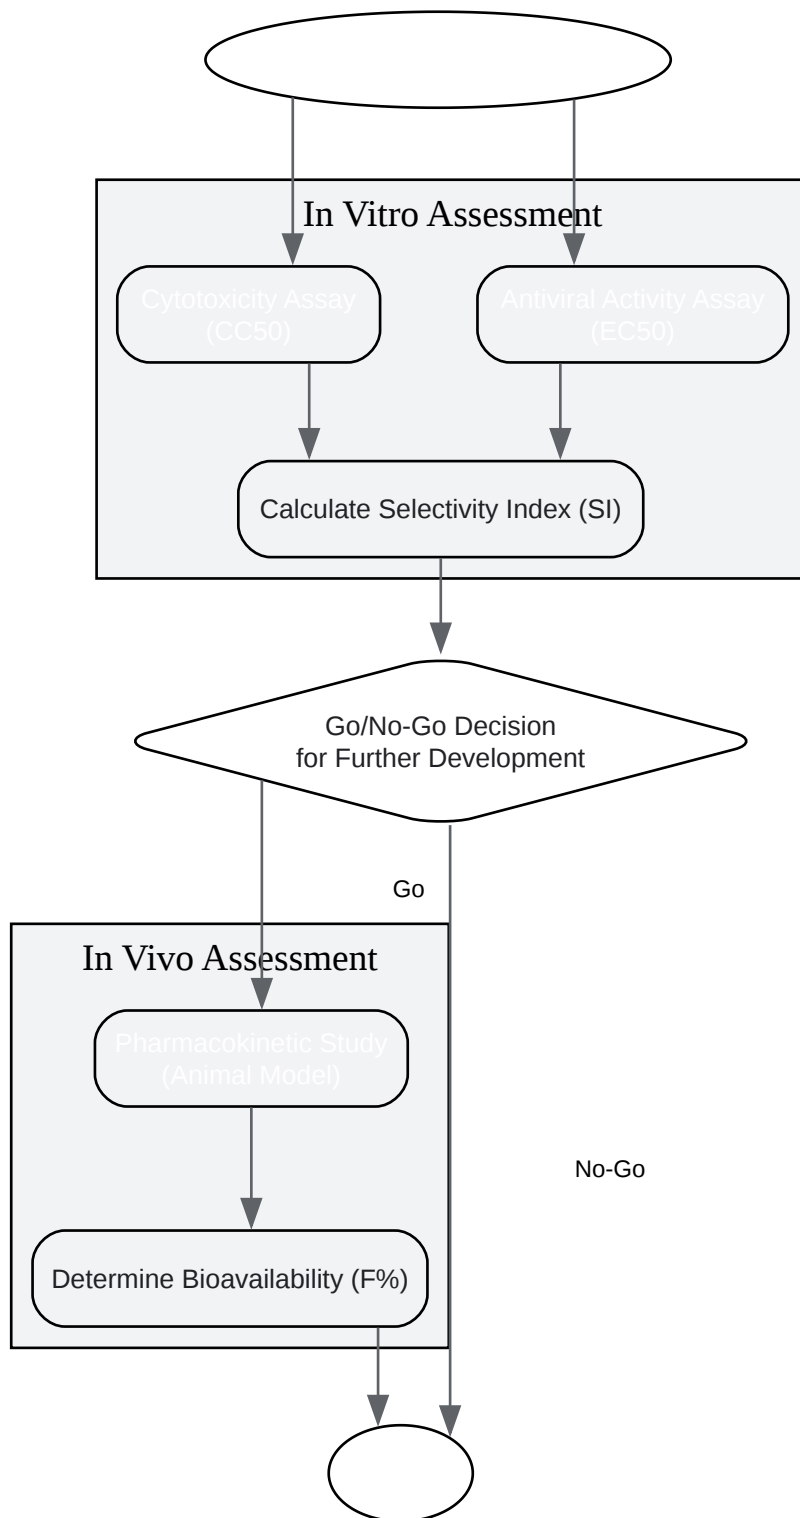 In Vitro Assessment
Cytotoxicity Assay
(CC50)
Antiviral Activity Assay
(EC50)
Calculate Selectivity Index (SI)
Go/No-Go Decision
for Further Development
Go
In Vivo Assessment
Pharmacokinetic Study
(Animal Model)
No-Go
Determine Bioavailability (F%)